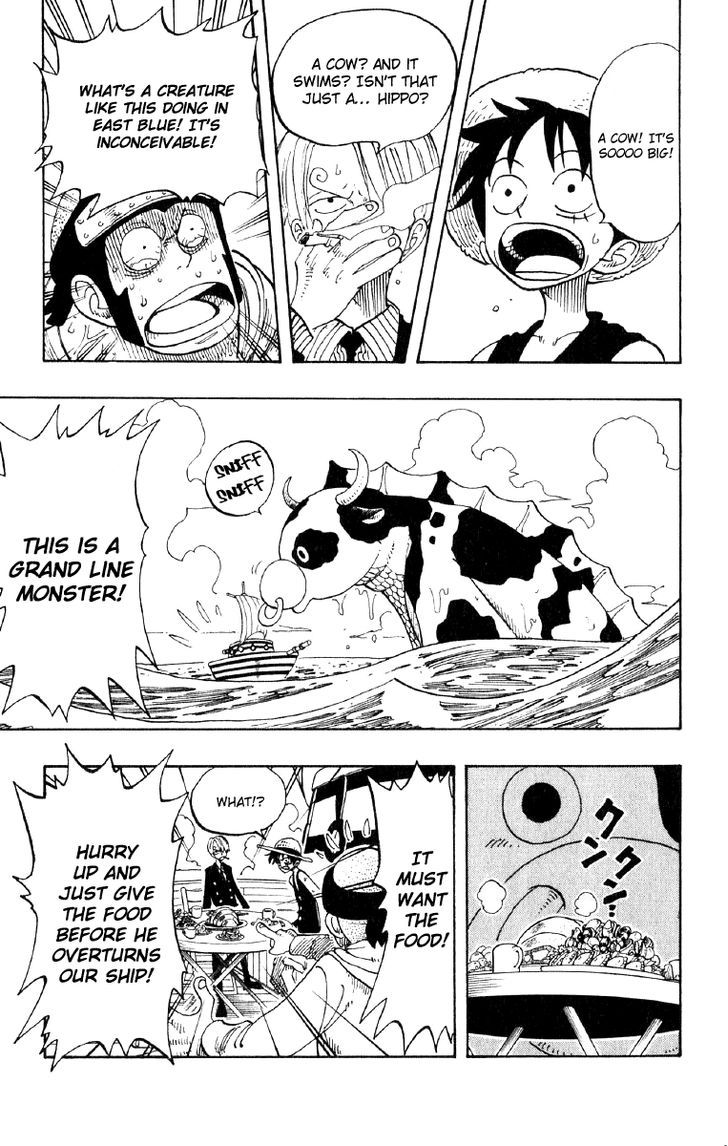 A COW! IT'S
SOOOO BIG!
A COW? AND IT
SWIMS? ISN'T THAT
JUST A... HIPPO?
WHAT'S A CREATURE
LIKE THIS DOING IN
EAST BLUE! IT'S
INCONCEIVABLE!
SNIFF
SNIFF
THIS IS A
GRAND LINE
MONSTER!
クン
クン…
IT
MUST
WANT
THE
FOOD!
WHAT!?
HURRY
UP AND
JUST GIVE
THE FOOD
BEFORE HE
OVERTURNS
OUR SHIP!